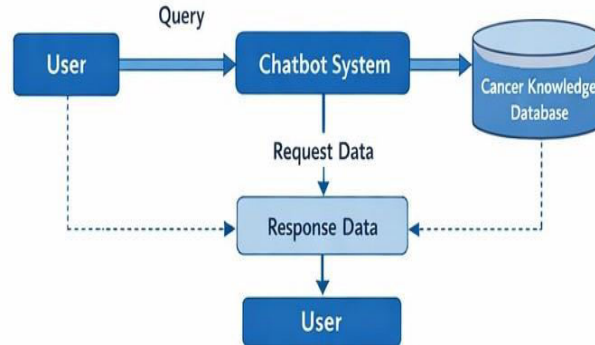 Query
User
Chatbot System
Cancer Knowledge
Database
Request Data
Response Data
User